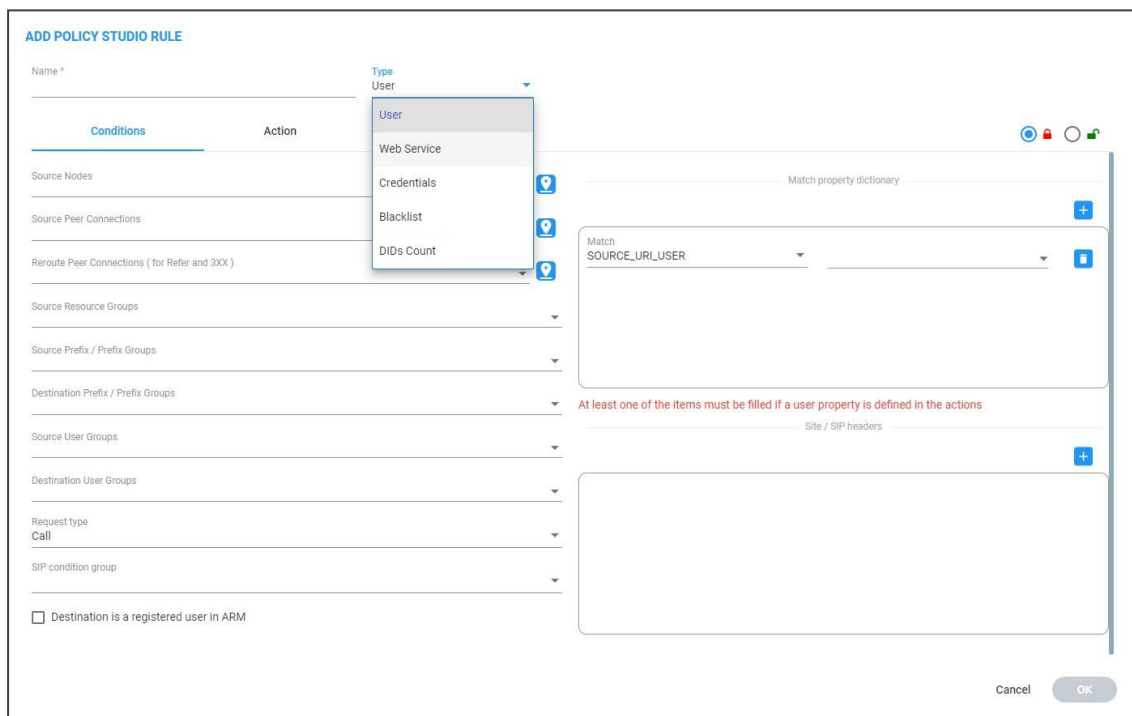 ADD POLICY STUDIO RULE
Name *
Type
User
User
Web Service
Credentials
Blacklist
DIDs Count
Conditions
Action
Source Nodes
Source Peer Connections
Reroute Peer Connections ( for Refer and 3XX )
Source Resource Groups
Source Prefix / Prefix Groups
Destination Prefix / Prefix Groups
Source User Groups
Destination User Groups
Request type
Call
SIP condition group
Destination is a registered user in ARM
Match property dictionary
Match
SOURCE_URI_USER
At least one of the items must be filled if a user property is defined in the actions
Site / SIP headers
Cancel
OK